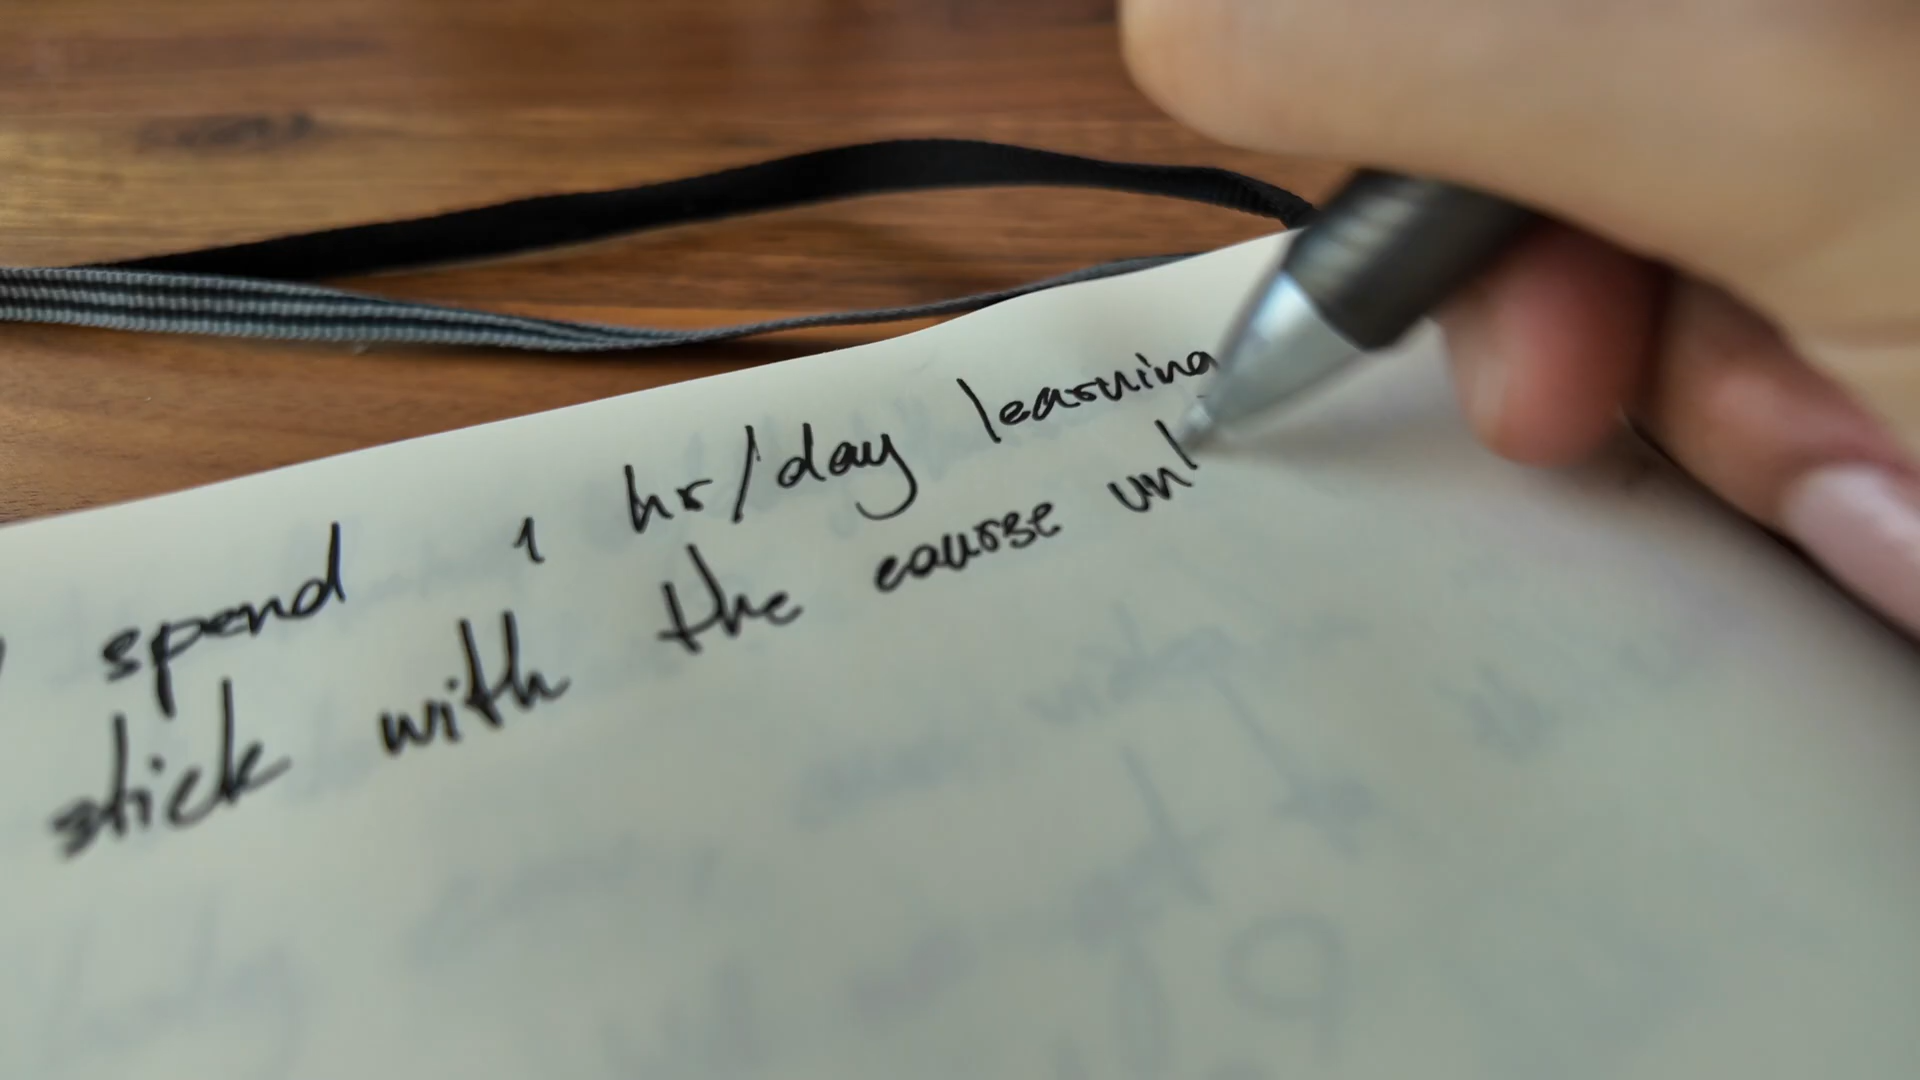 spend 1 hr/day learning
stick with the course